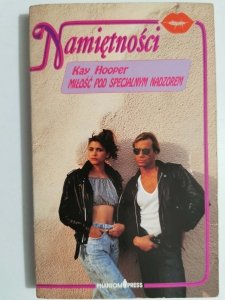 Namiętności
Kay Hooper
MIŁOŚĆ POD SPECJALNYM NADZOREM
PHANTOM PRESS